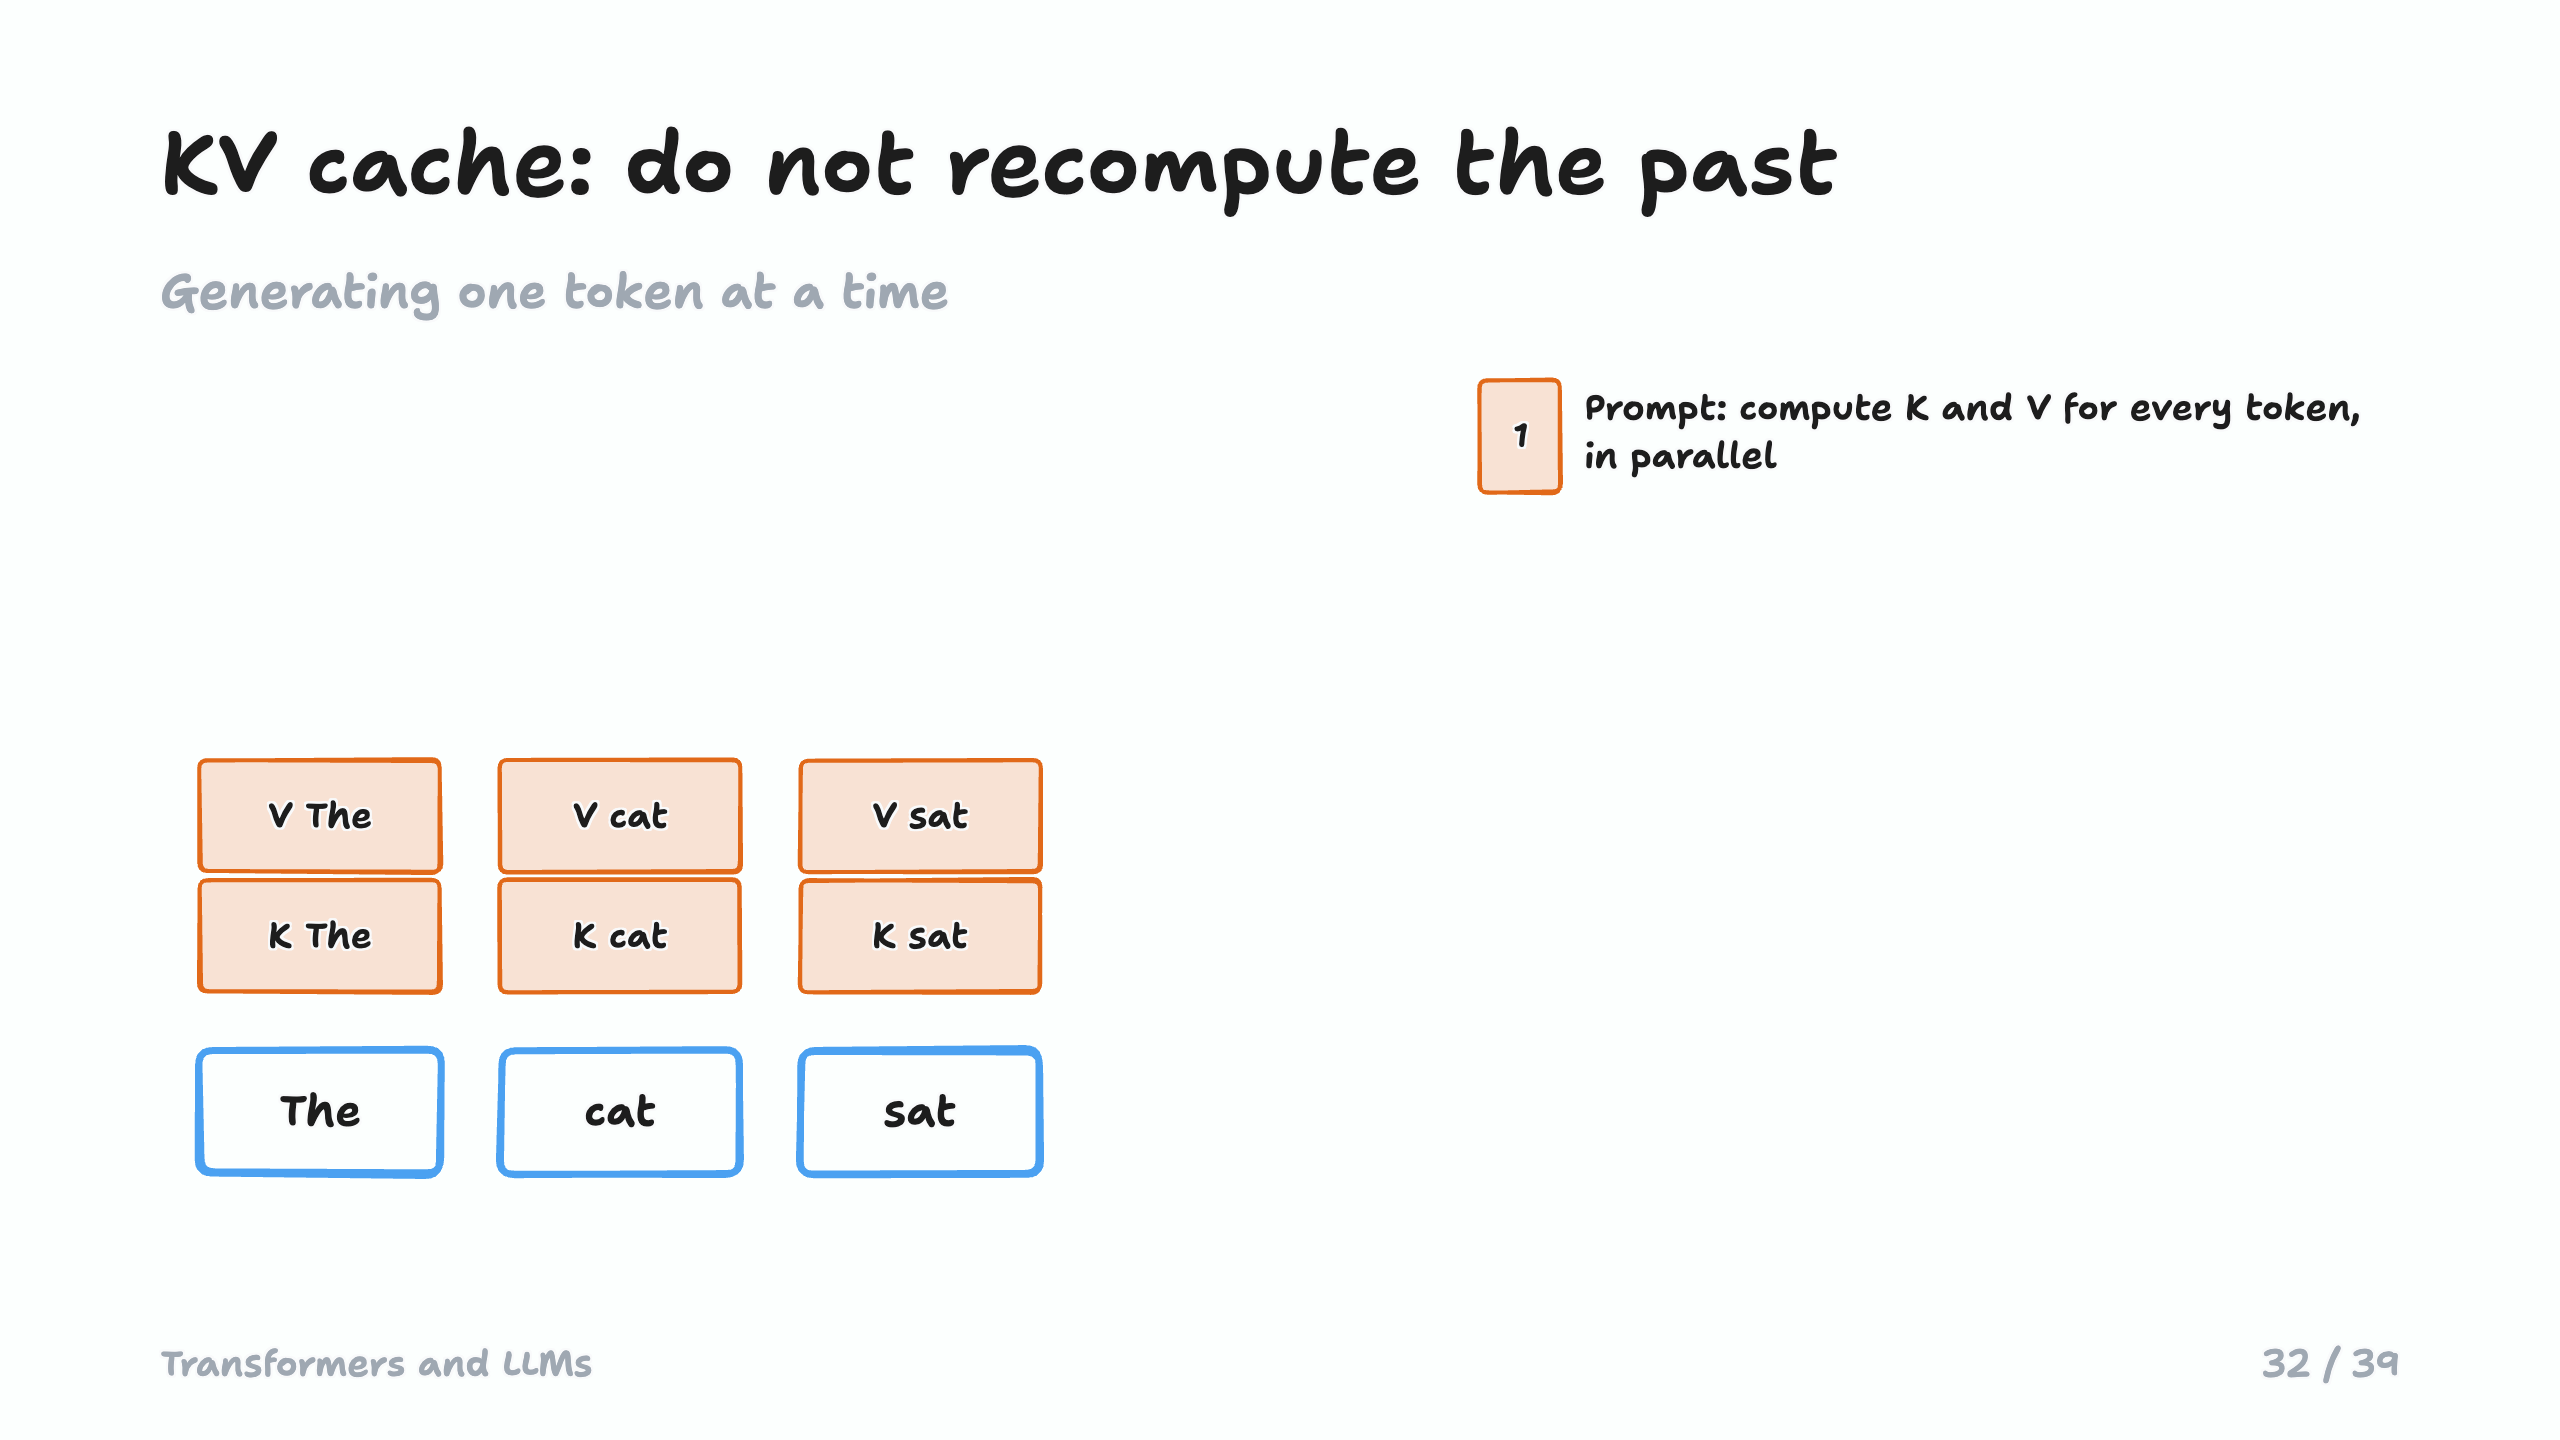 KV cache: do not recompute the past
Generating one token at a time
1
Prompt: compute K and V for every token,
in parallel
V The
V cat
V sat
K The
K cat
K sat
The
cat
sat
Transformers and LLMs
32 / 39